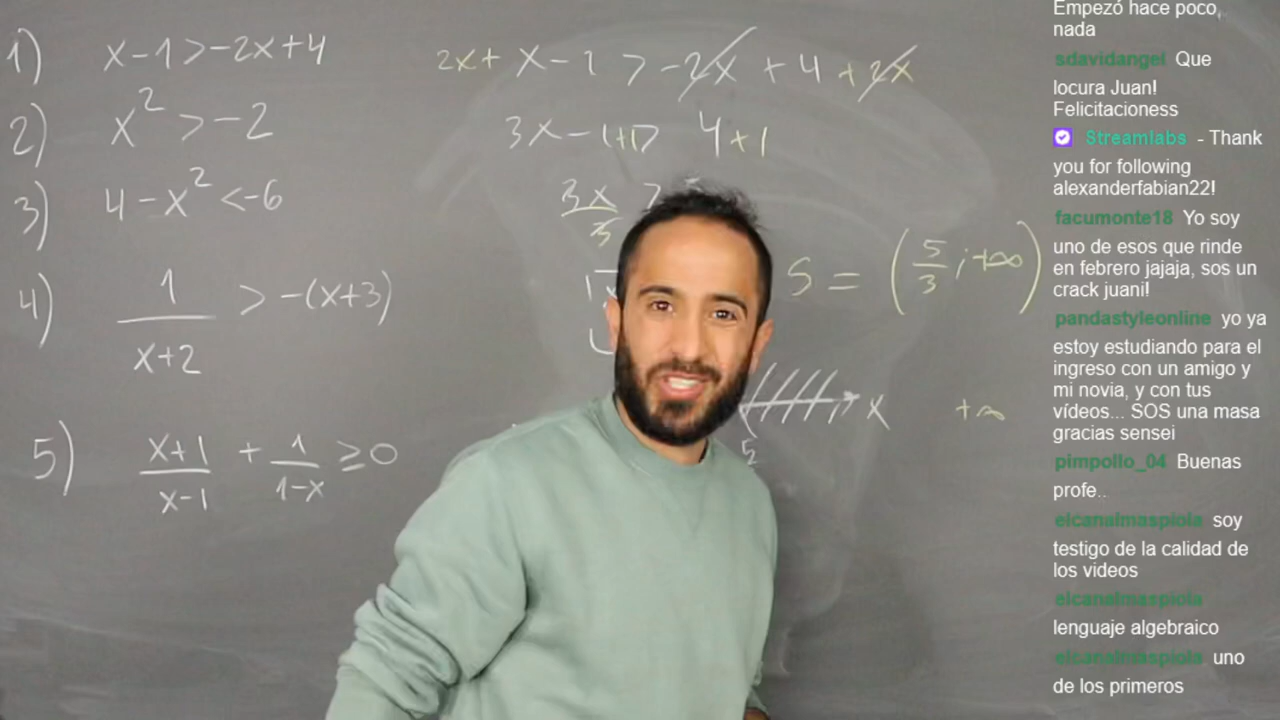 1) x-1>-2x+4
2) x² >-2
3) 4-x² <-6
4) 1
x+2
>-(x+3)
5) x+1
x-1
+ 1
1-x
≥0
2x+ x-1 > -2x + 4 + 2x
3x-1+1> 4+1
3x >
3
S = (5/3 ; +∞)
x
+∞
Empezó hace poco,
nada
sdavidangel Que
locura Juan!
Felicitacioness
Streamlabs - Thank
you for following
alexanderfabian22!
facumonte18 Yo soy
uno de esos que rinde
en febrero jajaja, sos un
crack juani!
pandastyleonline yo ya
estoy estudiando para el
ingreso con un amigo y
mi novia, y con tus
vídeos... SOS una masa
gracias sensei
pimpollo_04 Buenas
profe..
elcanalmaspiola soy
testigo de la calidad de
los videos
elcanalmaspiola
lenguaje algebraico
elcanalmaspiola uno
de los primeros